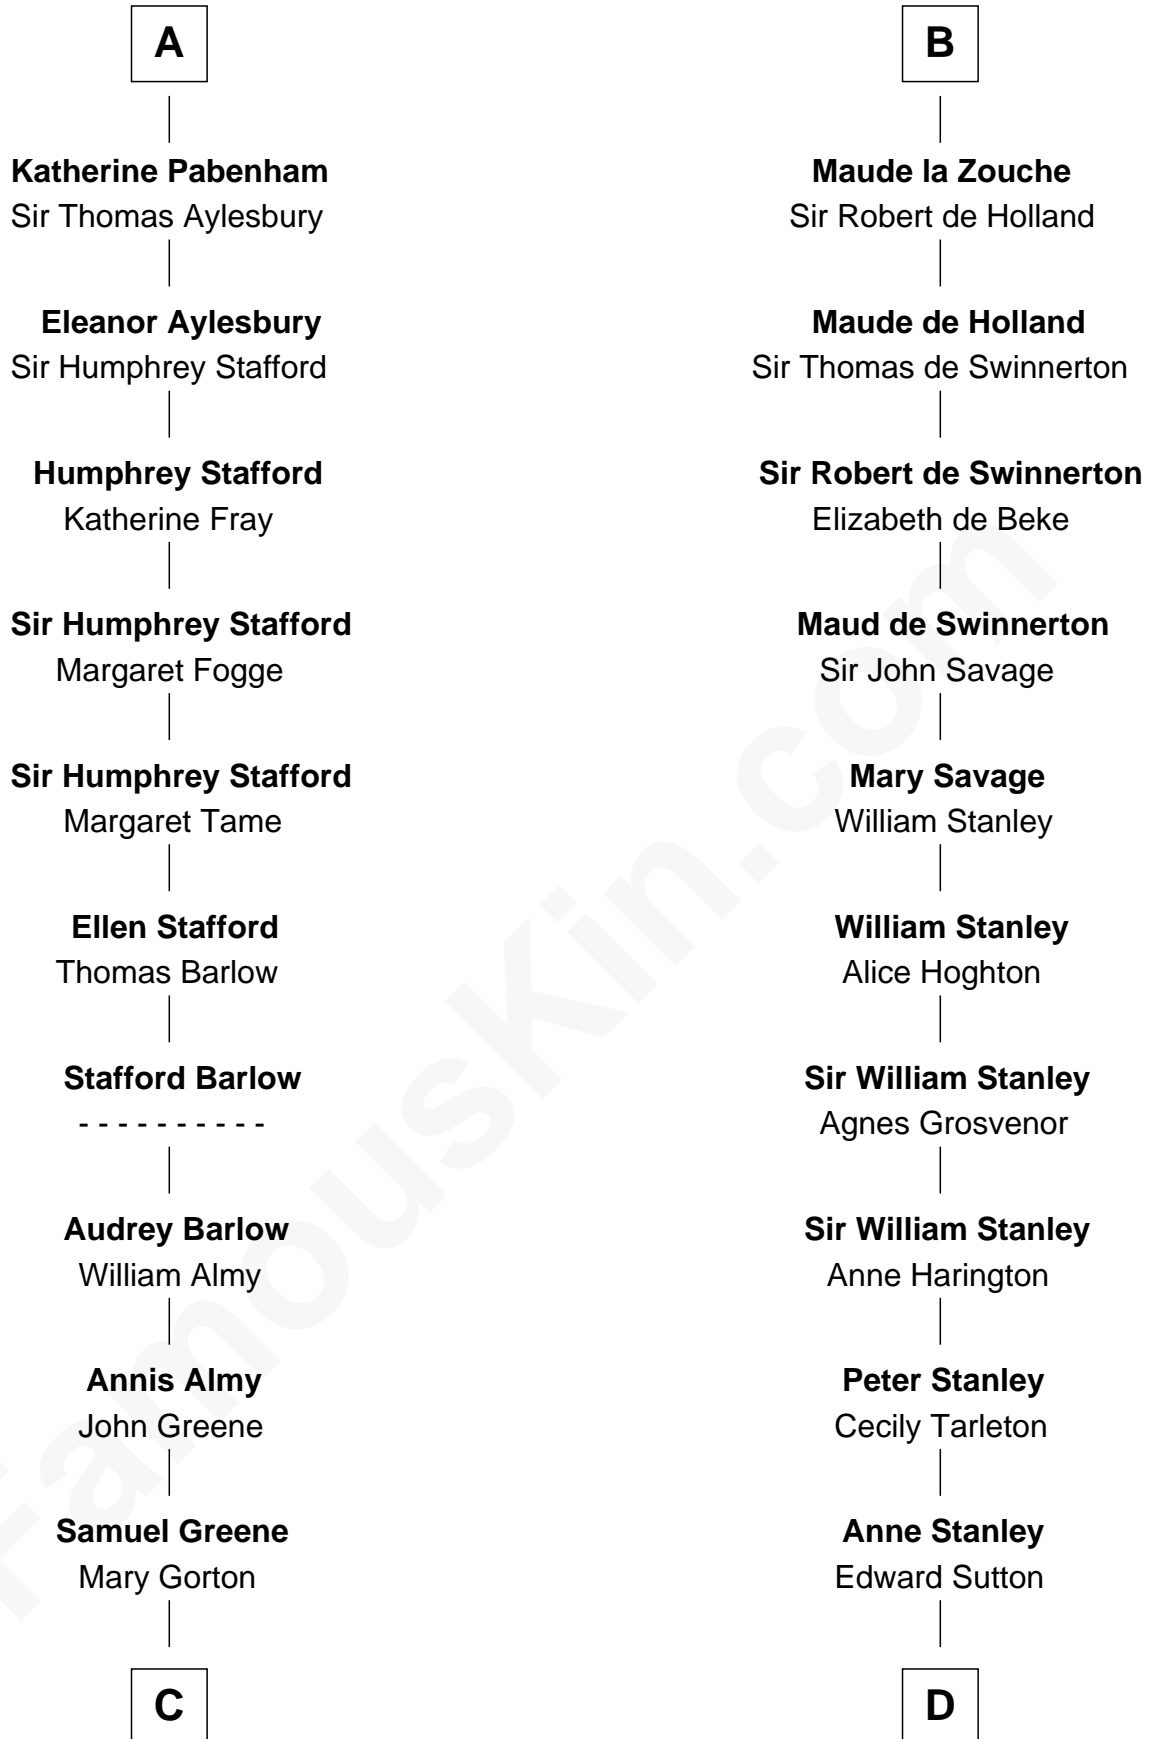 A
Katherine Pabenham
Sir Thomas Aylesbury
Eleanor Aylesbury
Sir Humphrey Stafford
Humphrey Stafford
Katherine Fray
Sir Humphrey Stafford
Margaret Fogge
Sir Humphrey Stafford
Margaret Tame
Ellen Stafford
Thomas Barlow
Stafford Barlow
- - - - - - - - - -
Audrey Barlow
William Almy
Annis Almy
John Greene
Samuel Greene
Mary Gorton
C
B
Maude la Zouche
Sir Robert de Holland
Maude de Holland
Sir Thomas de Swinnerton
Sir Robert de Swinnerton
Elizabeth de Beke
Maud de Swinnerton
Sir John Savage
Mary Savage
William Stanley
William Stanley
Alice Hoghton
Sir William Stanley
Agnes Grosvenor
Sir William Stanley
Anne Harington
Peter Stanley
Cecily Tarleton
Anne Stanley
Edward Sutton
D
FamousKin.com